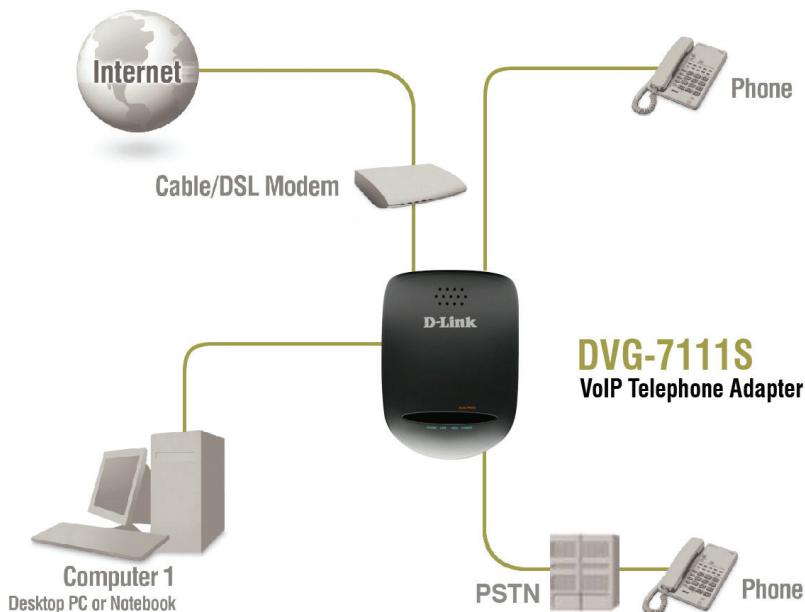 Internet
Phone
Cable/DSL Modem
D-Link
DVG-7111S
VoIP Telephone Adapter
Computer 1
Desktop PC or Notebook
PSTN
Phone